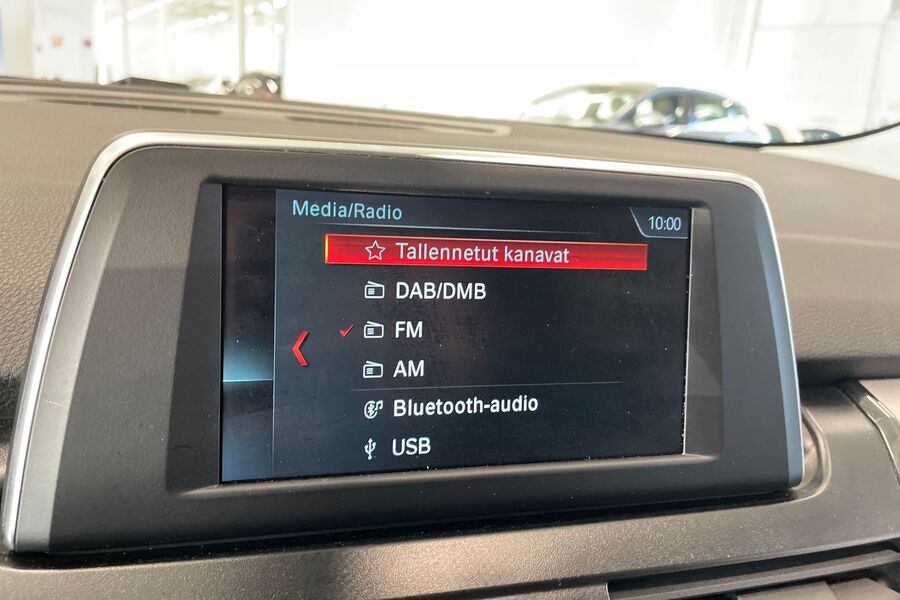 Media/Radio
10:00
Tallennetut kanavat
DAB/DMB
FM
AM
Bluetooth-audio
USB